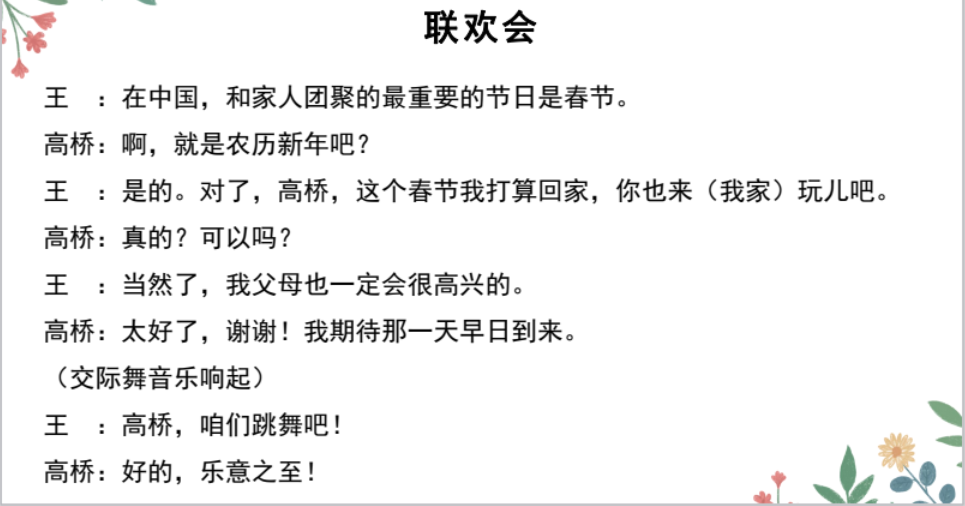 联欢会
王　：在中国，和家人团聚的最重要的节日是春节。
高桥：啊，就是农历新年吧？
王　：是的。对了，高桥，这个春节我打算回家，你也来（我家）玩儿吧。
高桥：真的？可以吗？
王　：当然了，我父母也一定会很高兴的。
高桥：太好了，谢谢！我期待那一天早日到来。
（交际舞音乐响起）
王　：高桥，咱们跳舞吧！
高桥：好的，乐意之至！